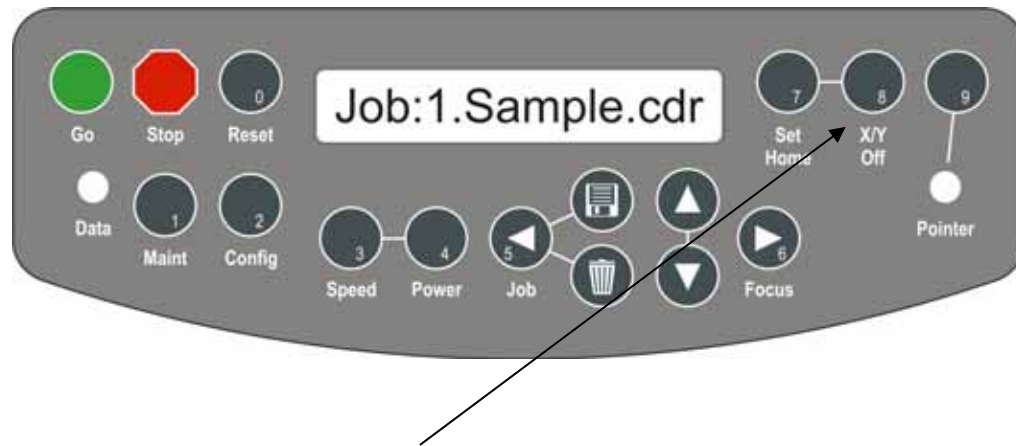 Job:1.Sample.cdr
0
7
8
9
Go
Stop
Reset
Set
Home
X/Y
Off
1
2
Data
Pointer
3
4
5
6
Maint
Config
Speed
Power
Job
Focus